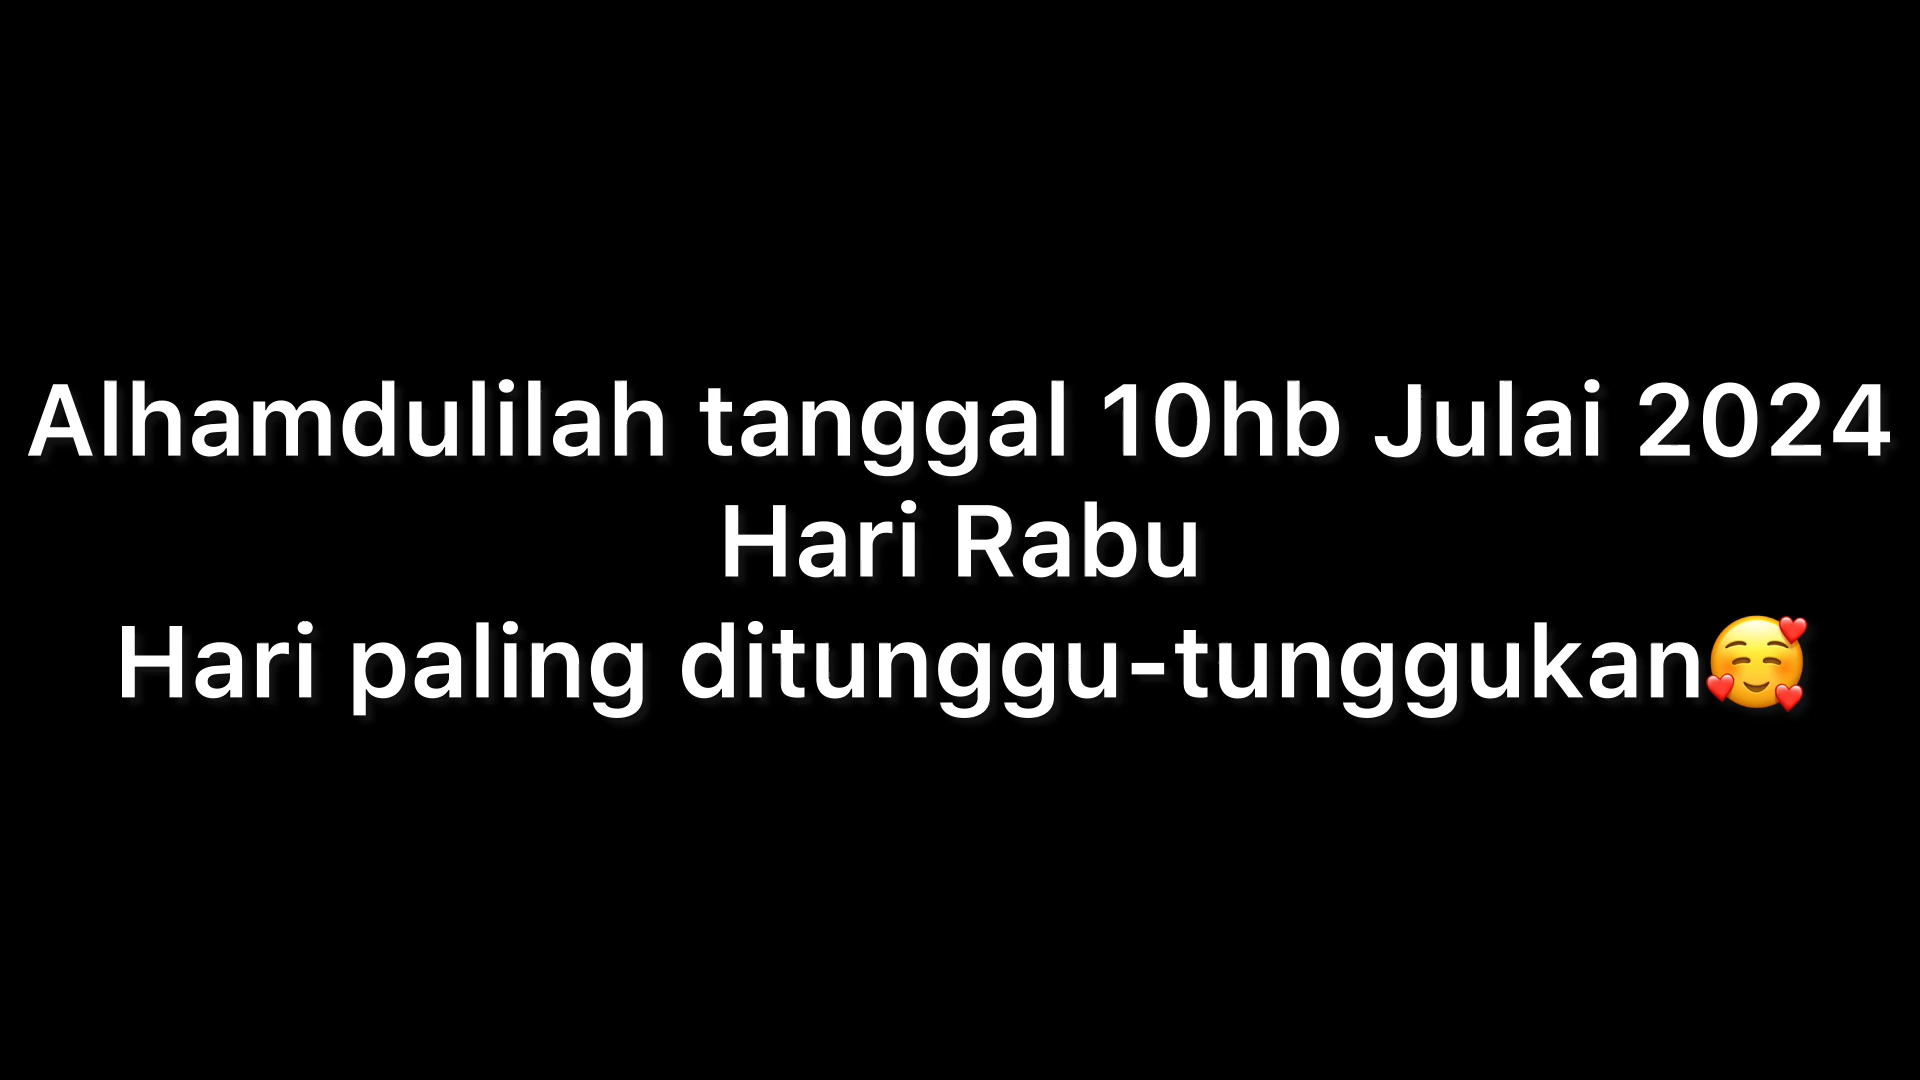 Alhamdulilah tanggal 10hb Julai 2024
Hari Rabu
Hari paling ditunggu-tunggukan🥰